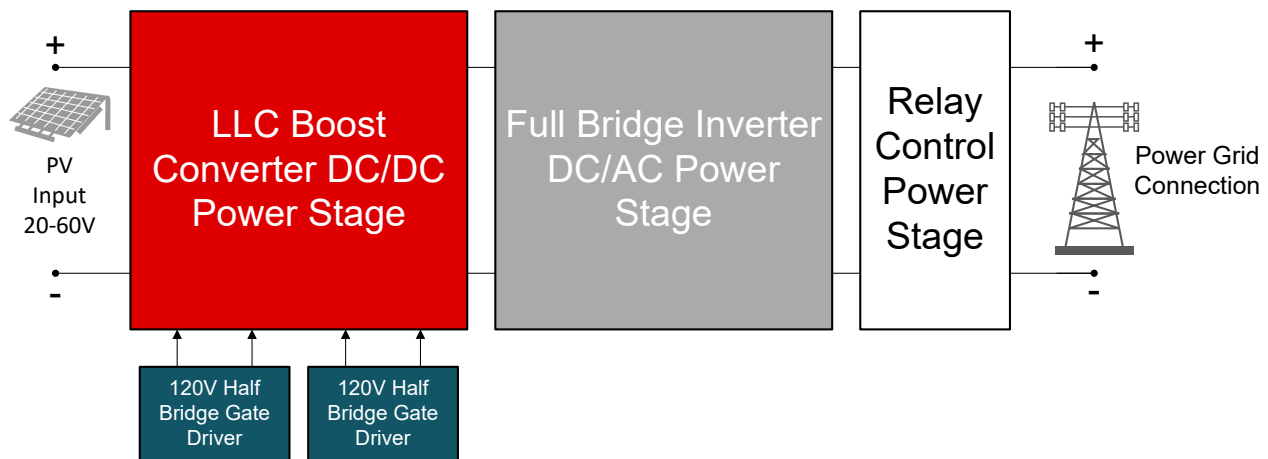 +
PV
Input
20-60V
-
LLC Boost
Converter DC/DC
Power Stage
Full Bridge Inverter
DC/AC Power
Stage
Relay
Control
Power
Stage
+
Power Grid
Connection
-
120V Half
Bridge Gate
Driver
120V Half
Bridge Gate
Driver